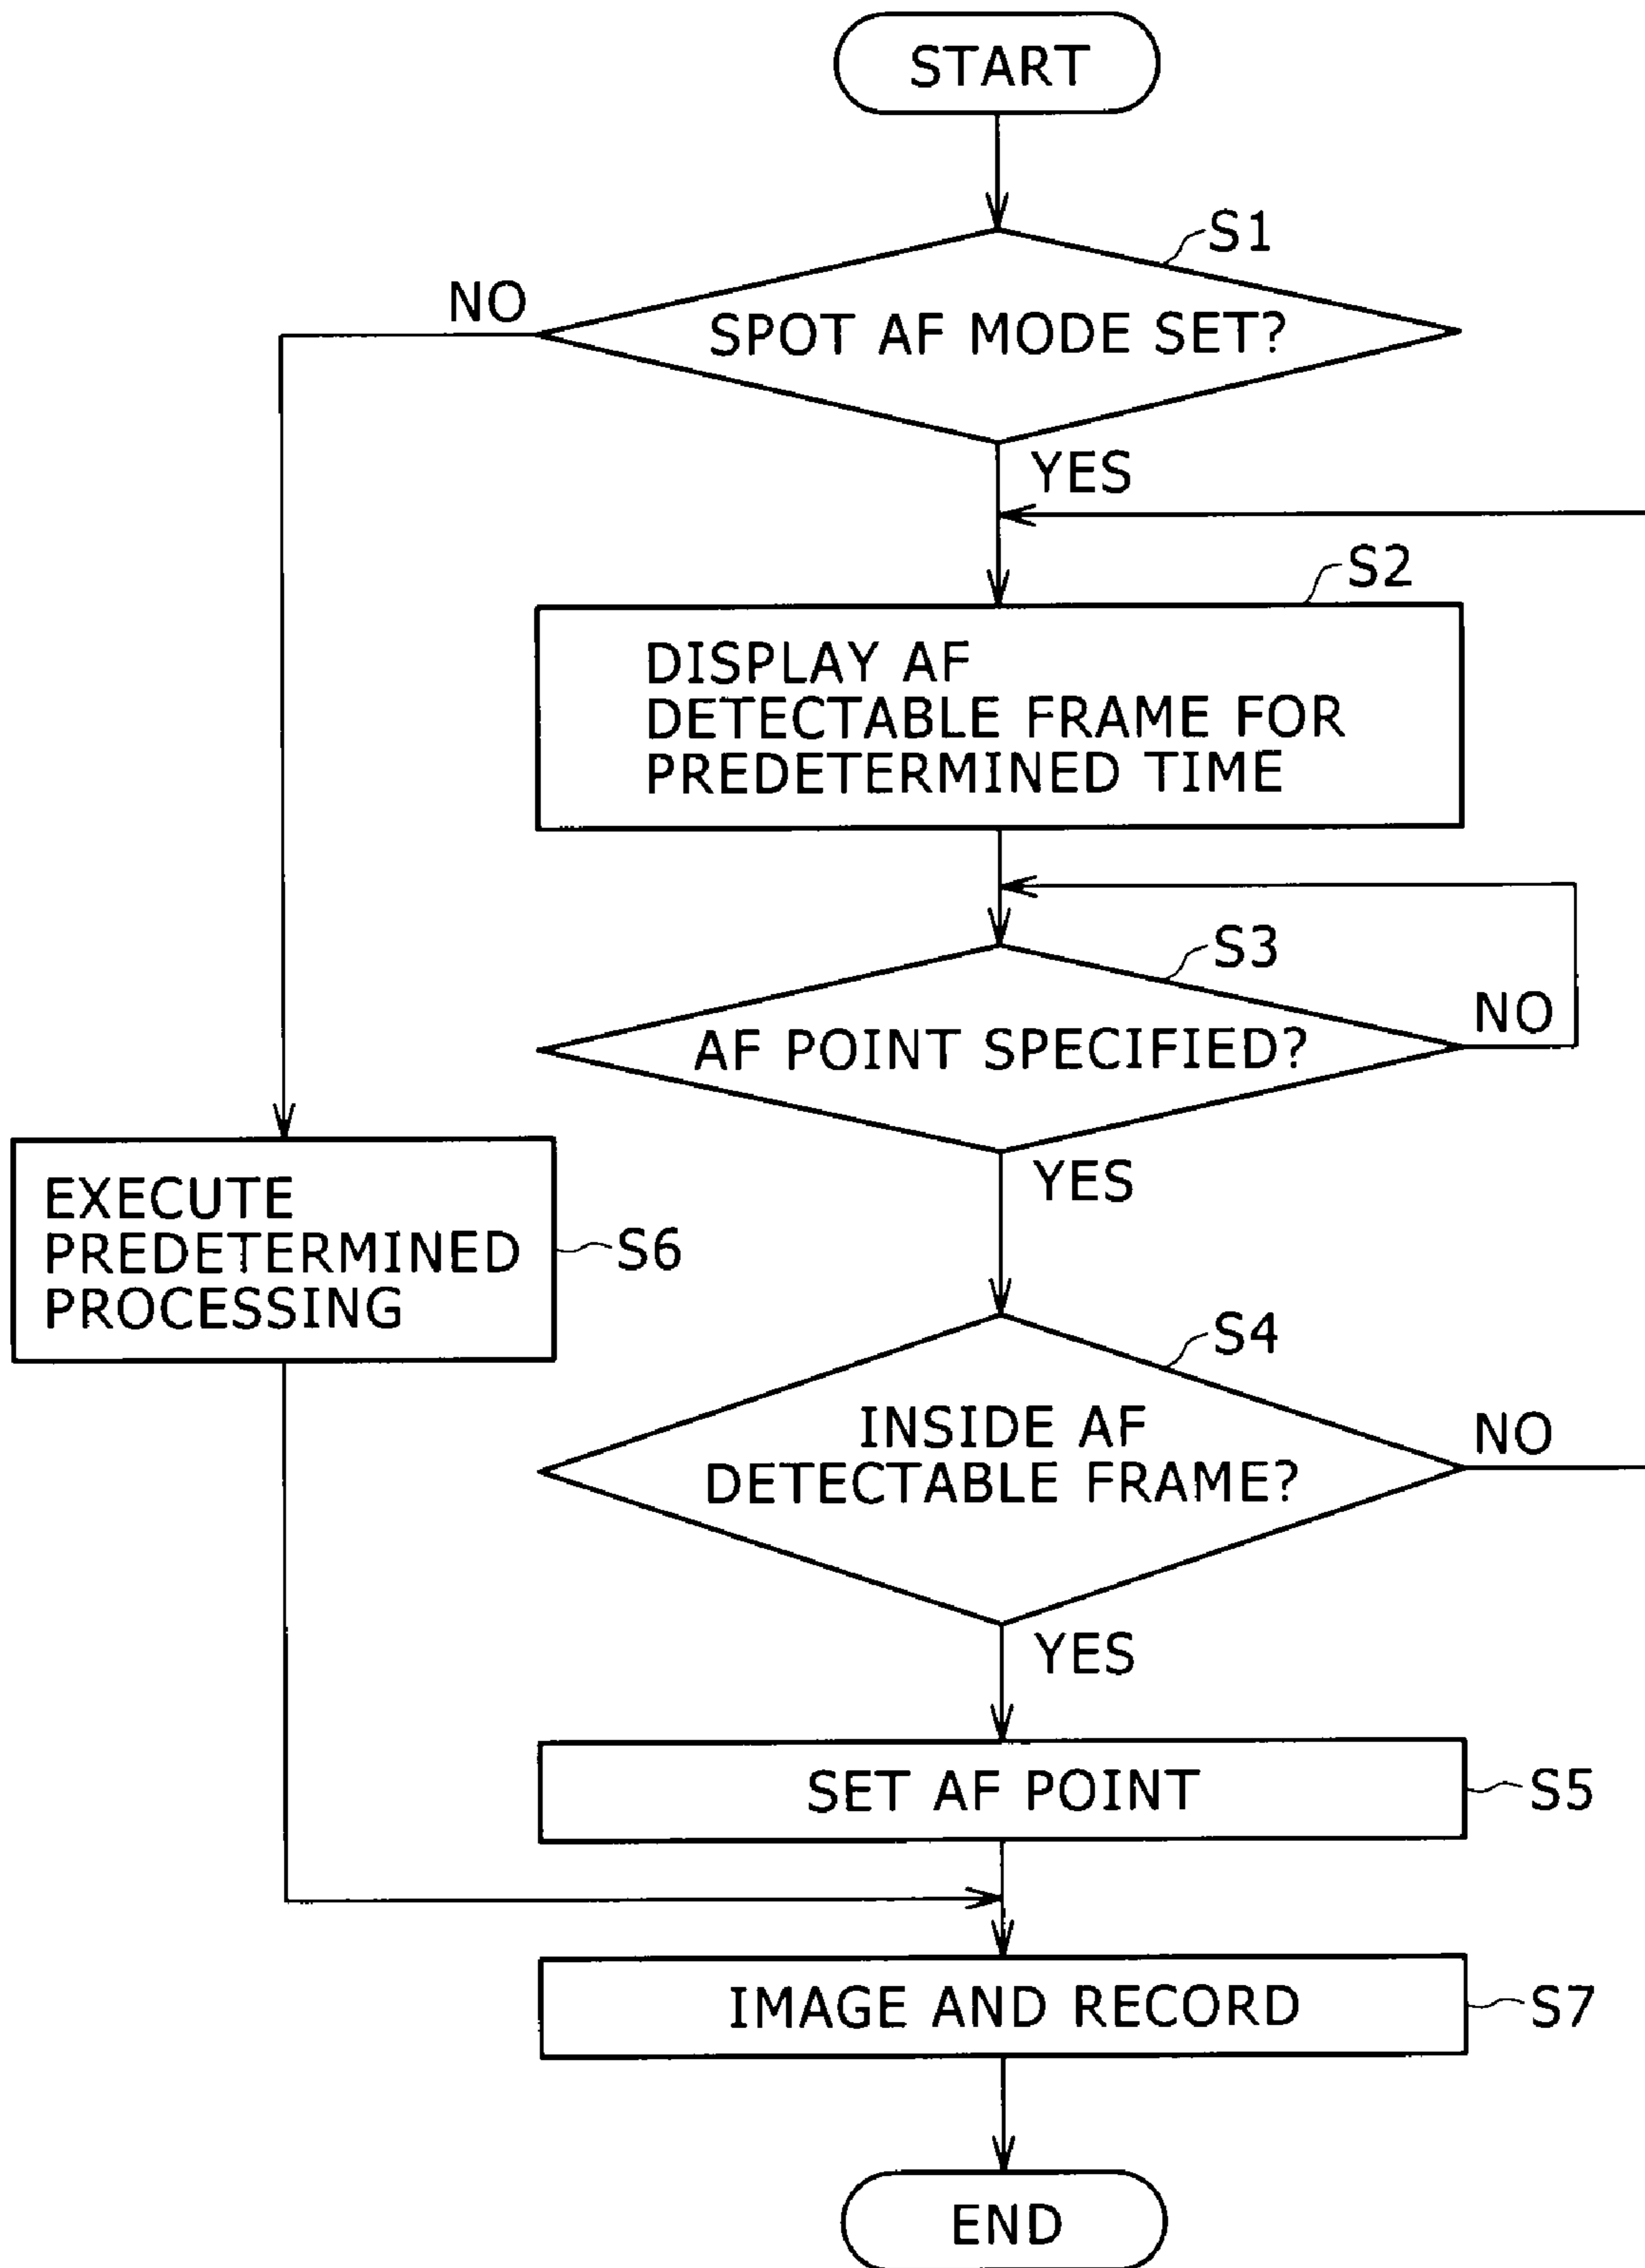 START
S1
NO
SPOT AF MODE SET?
YES
S2
DISPLAY AF
DETECTABLE FRAME FOR
PREDETERMINED TIME
S3
AF POINT SPECIFIED?
NO
YES
EXECUTE
PREDETERMINED
PROCESSING
S6
S4
INSIDE AF
DETECTABLE FRAME?
NO
YES
SET AF POINT
S5
IMAGE AND RECORD
S7
END